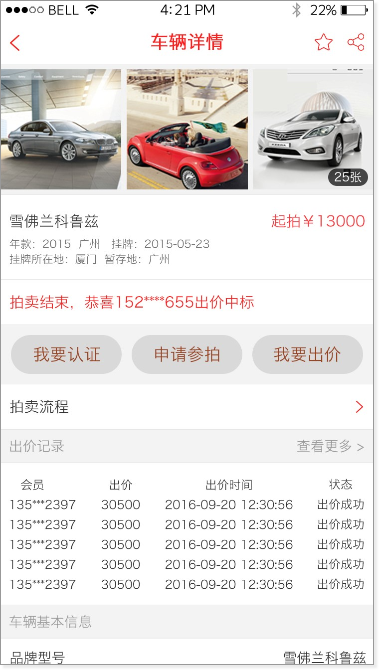 BELL 4:21 PM 22%
车辆详情
25张
雪佛兰科鲁兹 起拍￥13000
年款：2015 广州 挂牌：2015-05-23
挂牌所在地：厦门 暂存地：广州
拍卖结束，恭喜152****655出价中标
我要认证 申请参拍 我要出价
拍卖流程
出价记录 查看更多 >
会员 出价 出价时间 状态
135***2397 30500 2016-09-20 12:30:56 出价成功
135***2397 30500 2016-09-20 12:30:56 出价成功
135***2397 30500 2016-09-20 12:30:56 出价成功
135***2397 30500 2016-09-20 12:30:56 出价成功
135***2397 30500 2016-09-20 12:30:56 出价成功
车辆基本信息
品牌型号 雪佛兰科鲁兹